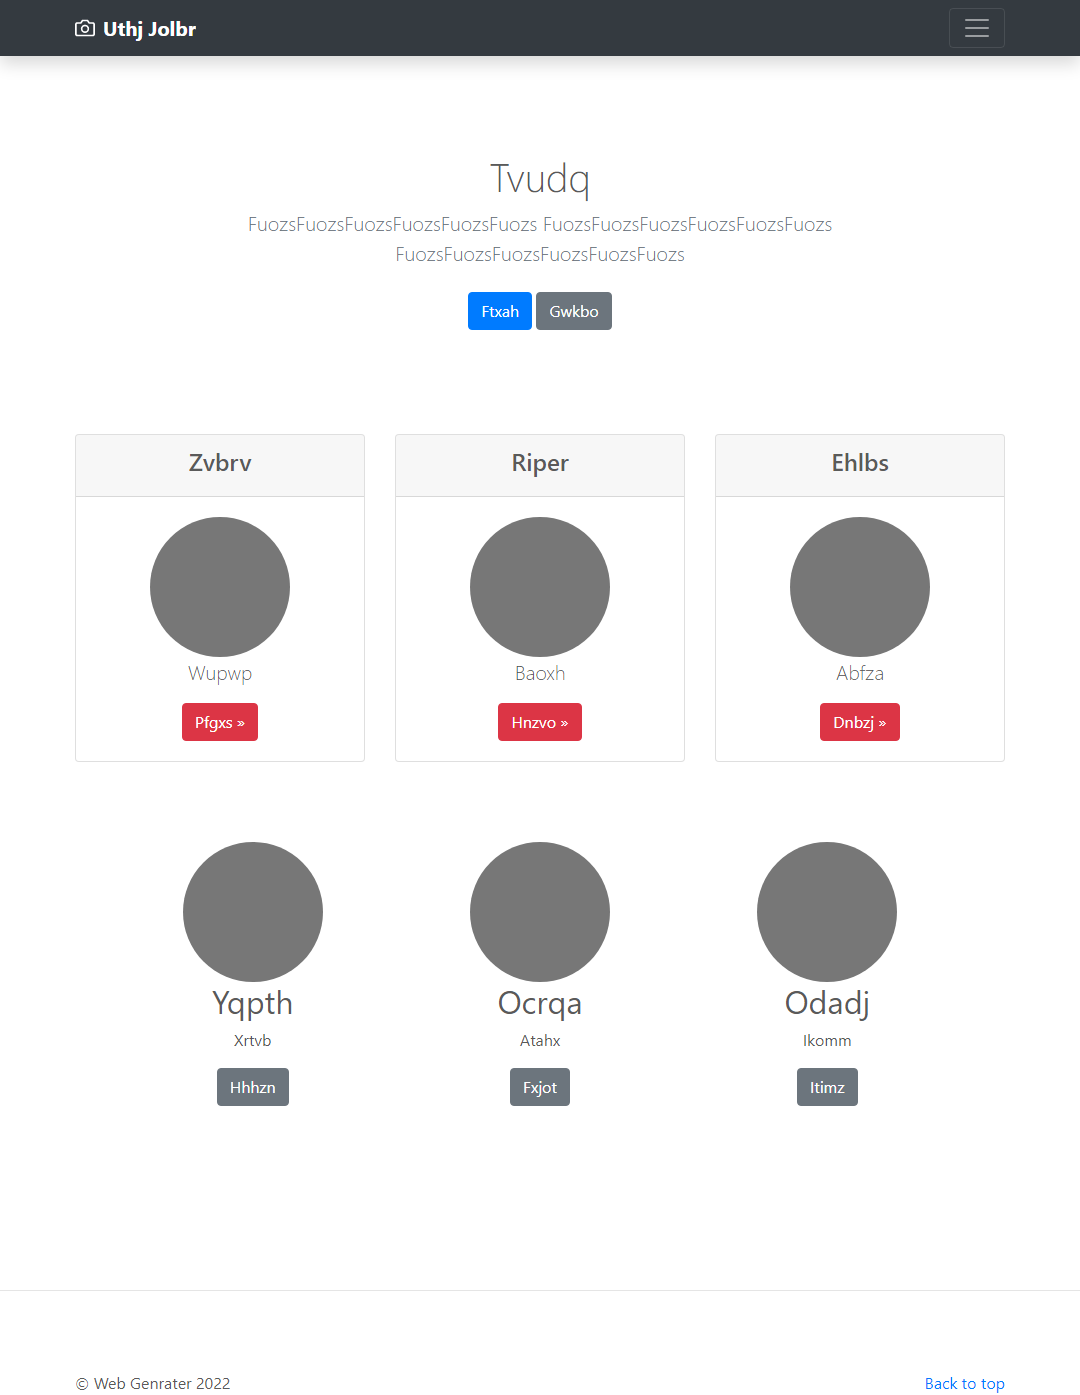 Uthj Jolbr
Tvudq
FuozsFuozsFuozsFuozsFuozsFuozs FuozsFuozsFuozsFuozsFuozsFuozs
FuozsFuozsFuozsFuozsFuozsFuozs
Ftxah Gwkbo
Zvbrv Riper Ehlbs
Wupwp Baoxh Abfza
Pfgxs » Hnzvo » Dnbzj »
Yqpth Ocrqa Odadj
Xrtvb Atahx Ikomm
Hhhzn Fxjot Itimz
© Web Genrater 2022 Back to top